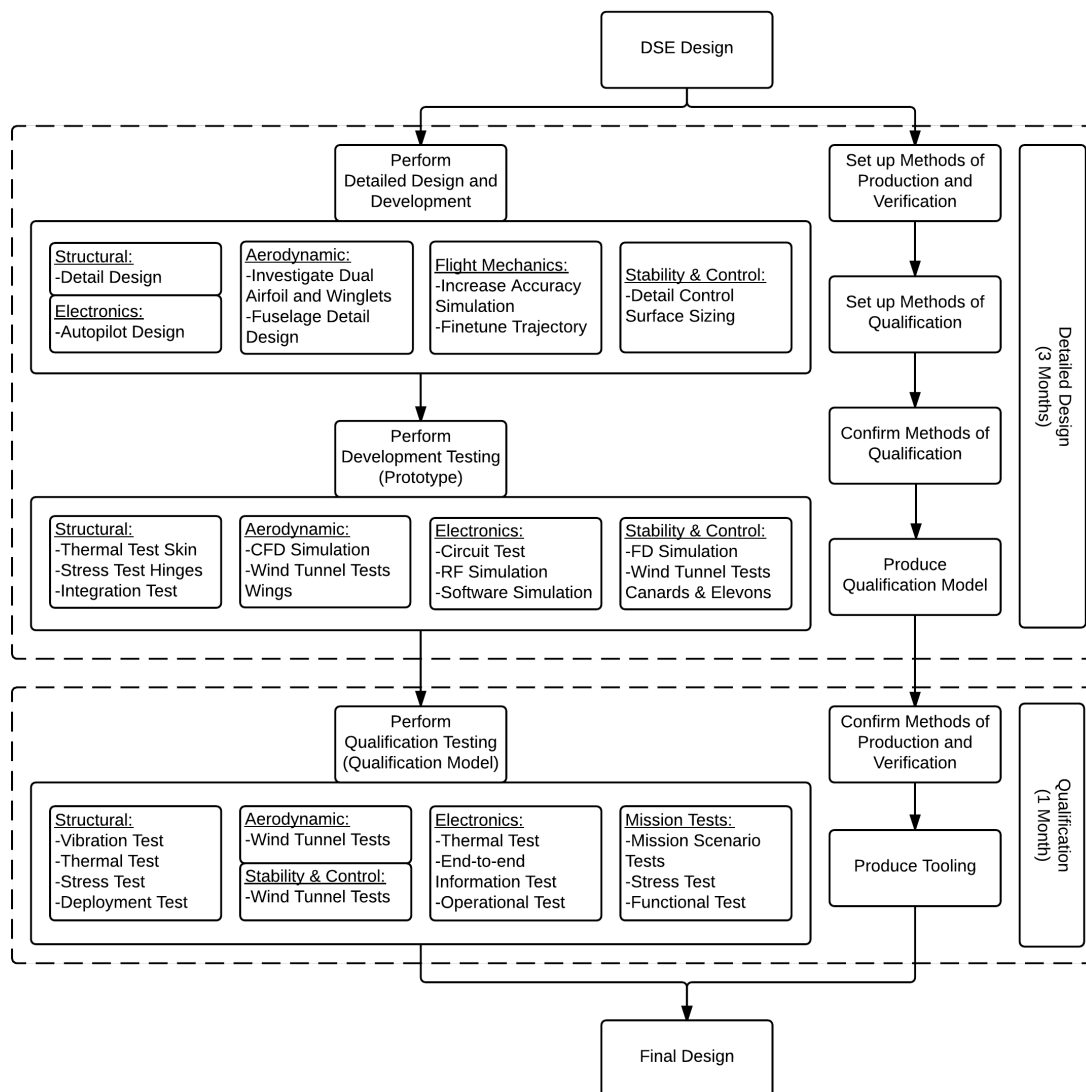 DSE Design
Perform
Detailed Design and
Development
Structural:
-Detail Design
Electronics:
-Autopilot Design
Aerodynamic:
-Investigate Dual
Airfoil and Winglets
-Fuselage Detail
Design
Flight Mechanics:
-Increase Accuracy
Simulation
-Finetune Trajectory
Stability & Control:
-Detail Control
Surface Sizing
Perform
Development Testing
(Prototype)
Structural:
-Thermal Test Skin
-Stress Test Hinges
-Integration Test
Aerodynamic:
-CFD Simulation
-Wind Tunnel Tests
Wings
Electronics:
-Circuit Test
-RF Simulation
-Software Simulation
Stability & Control:
-FD Simulation
-Wind Tunnel Tests
Canards & Elevons
Set up Methods of
Production and
Verification
Set up Methods of
Qualification
Confirm Methods of
Qualification
Produce
Qualification Model
Detailed Design
(3 Months)
Perform
Qualification Testing
(Qualification Model)
Structural:
-Vibration Test
-Thermal Test
-Stress Test
-Deployment Test
Aerodynamic:
-Wind Tunnel Tests
Stability & Control:
-Wind Tunnel Tests
Electronics:
-Thermal Test
-End-to-end
Information Test
-Operational Test
Mission Tests:
-Mission Scenario
Tests
-Stress Test
-Functional Test
Confirm Methods of
Production and
Verification
Produce Tooling
Qualification
(1 Month)
Final Design